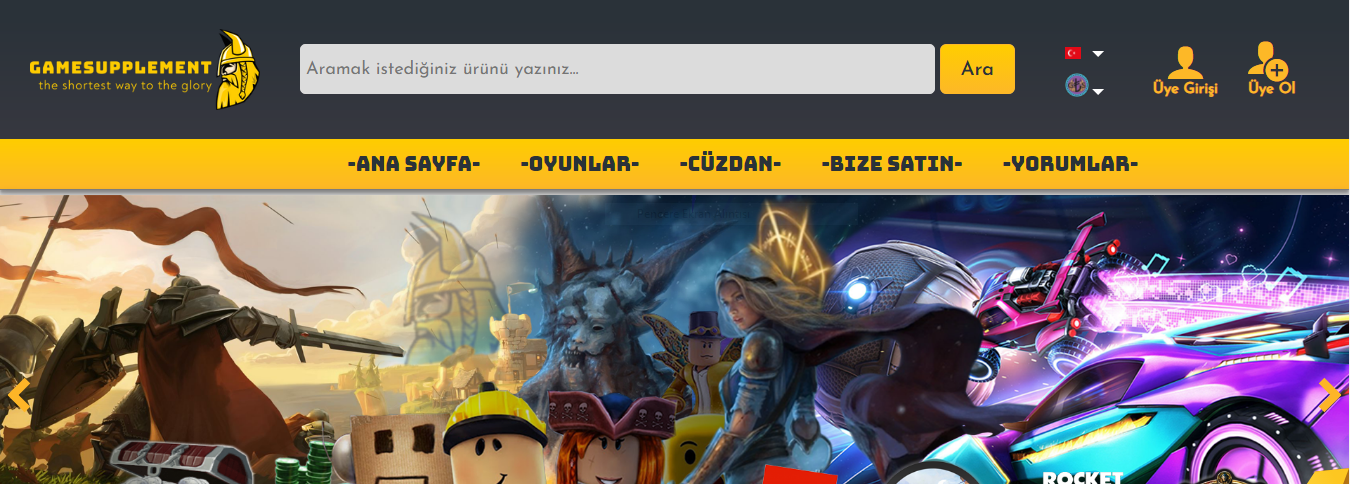 GAMESUPPLEMENT
the shortest way to the glory
Aramak istediğiniz ürünü yazınız...
Ara
Üye Girişi
Üye Ol
-ANA SAYFA-
-OYUNLAR-
-CÜZDAN-
-BIZE SATIN-
-YORUMLAR-
ROCKET